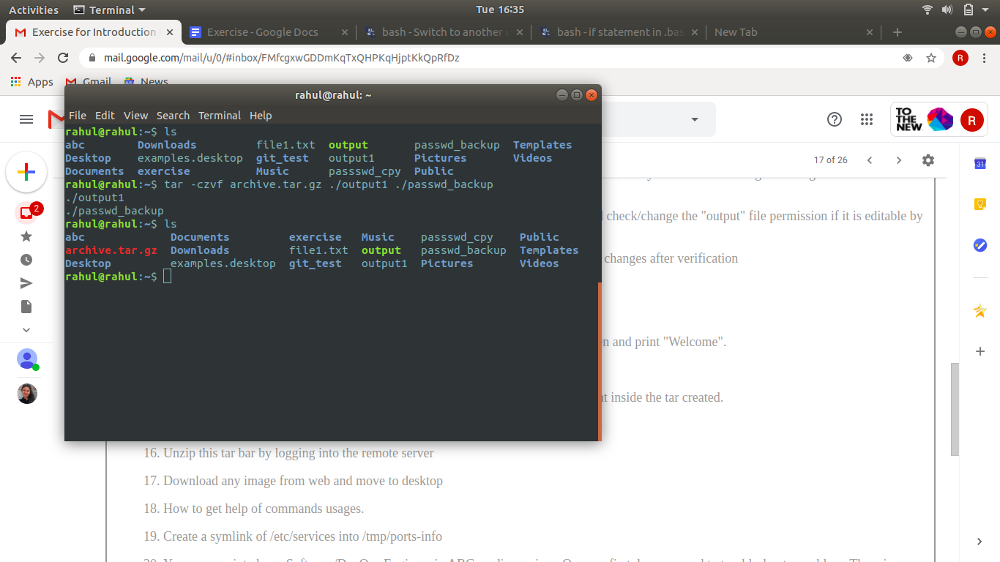 Activities Terminal Tue 16:35
Exercise for Introduction Exercise - Google Docs bash - Switch to another bash - if statement in .bas New Tab
mail.google.com/mail/u/0/#inbox/FMfcgxwGDDmKqTxQHPKqHjptKkQpRfDz R
Apps Gmail News
rahul@rahul: ~
File Edit View Search Terminal Help
TO THE NEW R
17 of 26
31
2
rahul@rahul:~$ ls
abc Downloads file1.txt output passwd_backup Templates
Desktop examples.desktop git_test output1 Pictures Videos
Documents exercise Music passswd_cpy Public
rahul@rahul:~$ tar -czvf archive.tar.gz ./output1 ./passwd_backup
./output1
./passwd_backup
rahul@rahul:~$ ls
abc Documents exercise Music passswd_cpy Public
archive.tar.gz Downloads file1.txt output passwd_backup Templates
Desktop examples.desktop git_test output1 Pictures Videos
rahul@rahul:~$
check/change the "output" file permission if it is editable by
changes after verification
and print "Welcome".
inside the tar created.
16. Unzip this tar bar by logging into the remote server
17. Download any image from web and move to desktop
18. How to get help of commands usages.
19. Create a symlink of /etc/services into /tmp/ports-info